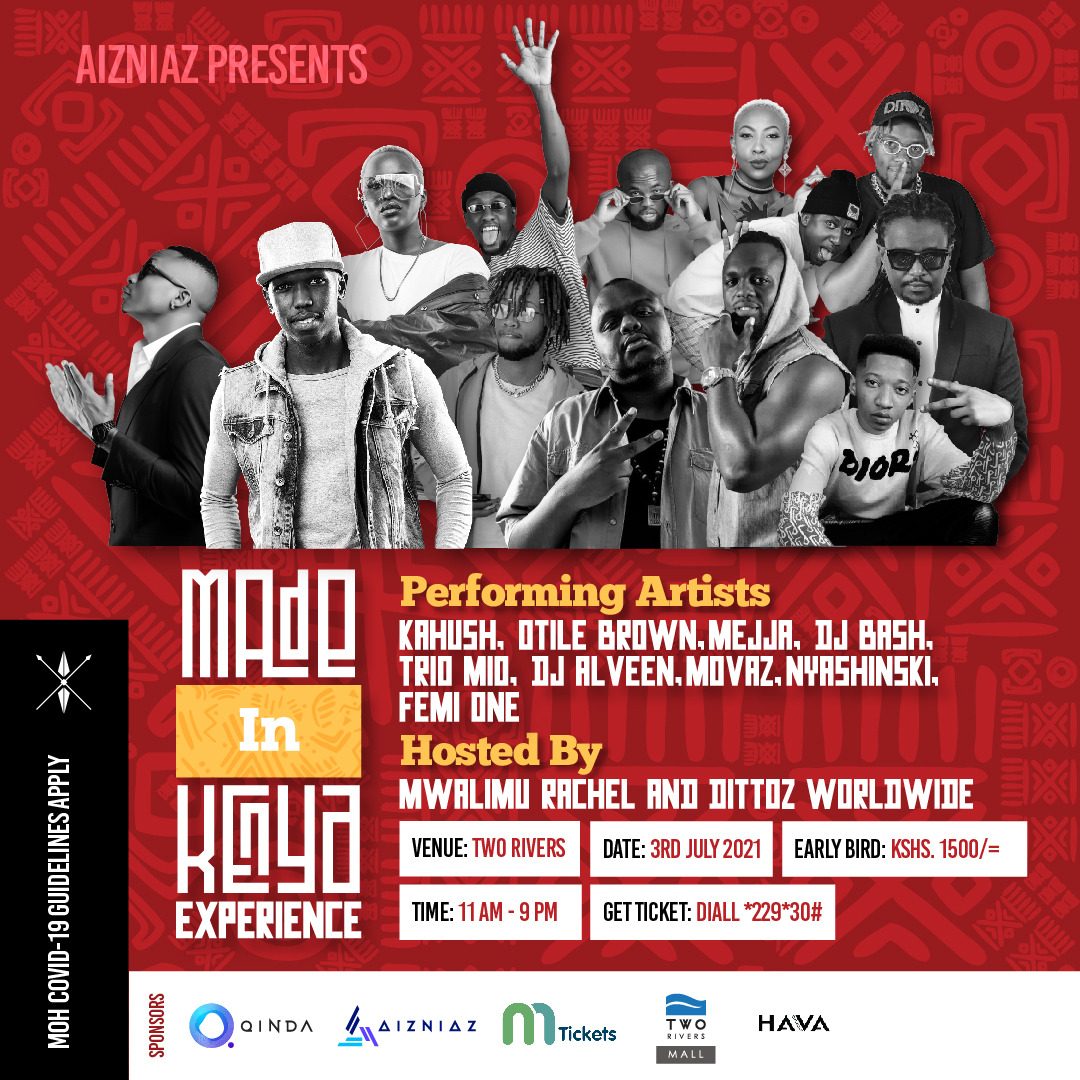 AIZNIAZ PRESENTS
DITTOZ
DIOR
MAdE
In
KEnYa
EXPERIENCE
Performing Artists
KAHUSH, OTILE BROWN, MEJJA, DJ BASH,
TRIO MIO, DJ ALVEEN, MOVAZ, NYASHINSKI,
FEMI ONE
Hosted By
MWALIMU RACHEL AND DITTOZ WORLDWIDE
VENUE: TWO RIVERS
DATE: 3RD JULY 2021
EARLY BIRD: KSHS. 1500/=
TIME: 11 AM - 9 PM
GET TICKET: DIALL *229*30#
MOH COVID-19 GUIDELINES APPLY
SPONSORS
QINDA
AIZNIAZ
m Tickets
TWO
RIVERS
MALL
HAVA